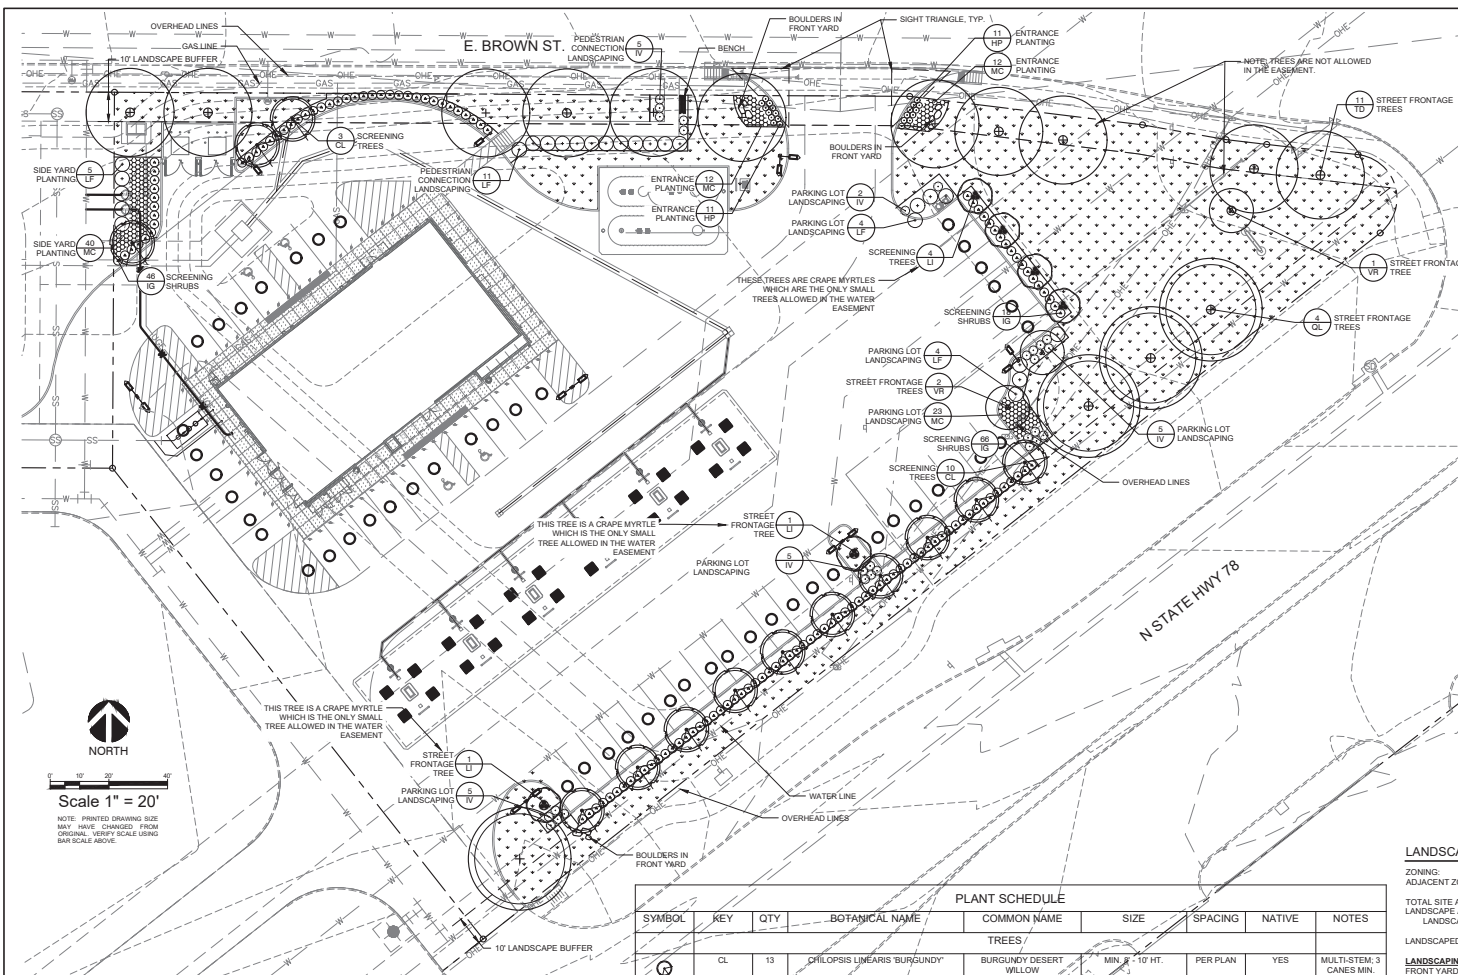 OVERHEAD LINES
GAS LINE
10' LANDSCAPE BUFFER
E. BROWN ST.
PEDESTRIAN
CONNECTION
LANDSCAPING
5
IV
BENCH
BOULDERS IN
FRONT YARD
SIGHT TRIANGLE, TYP.
11
HP
ENTRANCE
PLANTING
12
MC
ENTRANCE
PLANTING
NOTE: TREES ARE NOT ALLOWED
IN THE EASEMENT.
11
TD
STREET FRONTAGE
TREES
3
CL
SCREENING
TREES
SIDE YARD
PLANTING
5
LF
PEDESTRIAN
CONNECTION
LANDSCAPING
11
LF
ENTRANCE
PLANTING
12
MC
ENTRANCE
PLANTING
11
HP
BOULDERS IN
FRONT YARD
PARKING LOT
LANDSCAPING
2
IV
PARKING LOT
LANDSCAPING
4
LF
SIDE YARD
PLANTING
40
MC
46
IG
SCREENING
SHRUBS
SCREENING
TREES
4
LI
THESE TREES ARE CRAPE MYRTLES
WHICH ARE THE ONLY SMALL
TREES ALLOWED IN THE WATER
EASEMENT
1
VR
STREET FRONTAG
TREE
SCREENING
SHRUBS
IG
4
QL
STREET FRONTAGE
TREES
PARKING LOT
LANDSCAPING
4
LF
STREET FRONTAGE
TREES
2
VR
PARKING LOT
LANDSCAPING
23
MC
SCREENING
SHRUBS
66
IG
SCREENING
TREES
10
CL
5
IV
PARKING LOT
LANDSCAPING
OVERHEAD LINES
THIS TREE IS A CRAPE MYRTLE
WHICH IS THE ONLY SMALL
TREE ALLOWED IN THE WATER
EASEMENT
STREET
FRONTAGE
TREE
1
LI
PARKING LOT
LANDSCAPING
5
IV
N STATE HWY 78
THIS TREE IS A CRAPE MYRTLE
WHICH IS THE ONLY SMALL
TREE ALLOWED IN THE WATER
EASEMENT
STREET
FRONTAGE
TREE
1
LI
PARKING LOT
LANDSCAPING
5
IV
WATER LINE
OVERHEAD LINES
BOULDERS IN
FRONT YARD
10' LANDSCAPE BUFFER
NORTH
0' 10' 20' 40'
Scale 1" = 20'
NOTE: PRINTED DRAWING SIZE
MAY HAVE CHANGED FROM
ORIGINAL. VERIFY SCALE USING
BAR SCALE ABOVE.
PLANT SCHEDULE
SYMBOL KEY QTY BOTANICAL NAME COMMON NAME SIZE SPACING NATIVE NOTES
TREES
CL 13 CHILOPSIS LINEARIS 'BURGUNDY' BURGUNDY DESERT WILLOW MIN. 8' - 10' HT. PER PLAN YES MULTI-STEM; 3 CANES MIN.
LANDSCA
ZONING:
ADJACENT ZO
TOTAL SITE A
LANDSCAPE
LANDSCA
LANDSCAPED
LANDSCAPIN
FRONT YARD